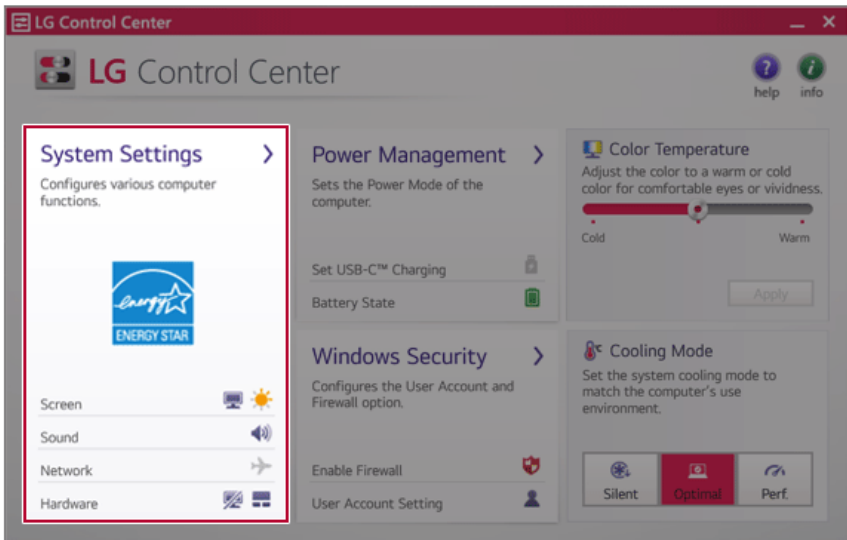 LG Control Center
LG Control Center
? i
help info
System Settings
Configures various computer
functions.
energy
ENERGY STAR
Screen
Sound
Network
Hardware
Power Management
Sets the Power Mode of the
computer.
Set USB-C™ Charging
Battery State
Windows Security
Configures the User Account and
Firewall option.
Enable Firewall
User Account Setting
Color Temperature
Adjust the color to a warm or cold
color for comfortable eyes or vividness.
Cold Warm
Apply
°C Cooling Mode
Set the system cooling mode to
match the computer's use
environment.
Silent Optimal Perf.